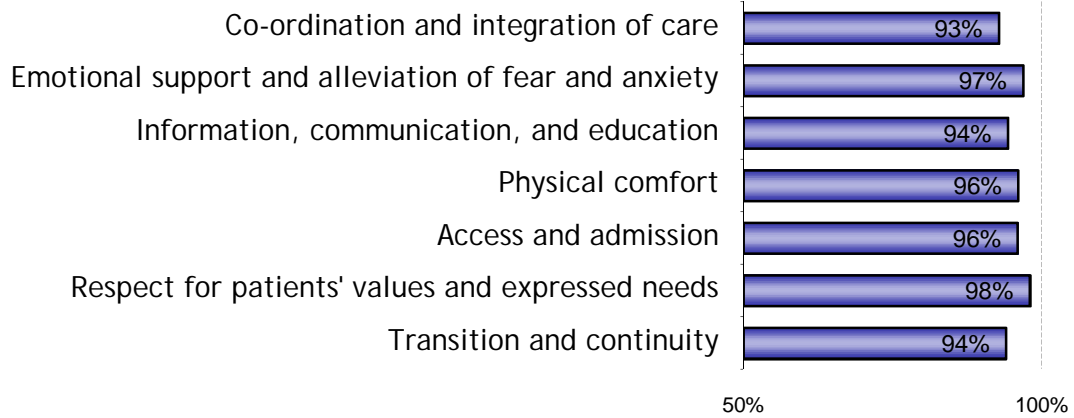 Co-ordination and integration of care 93%
Emotional support and alleviation of fear and anxiety 97%
Information, communication, and education 94%
Physical comfort 96%
Access and admission 96%
Respect for patients' values and expressed needs 98%
Transition and continuity 94%
50% 100%